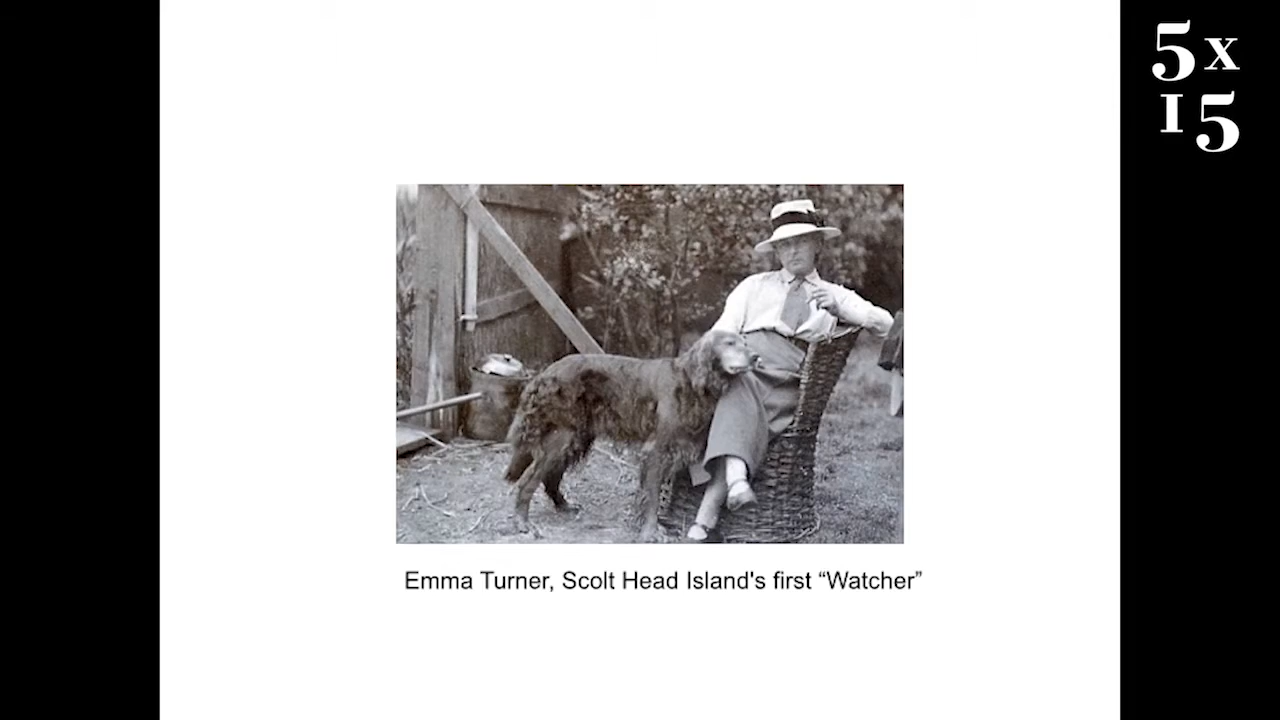 5x
15
Emma Turner, Scolt Head Island's first “Watcher”